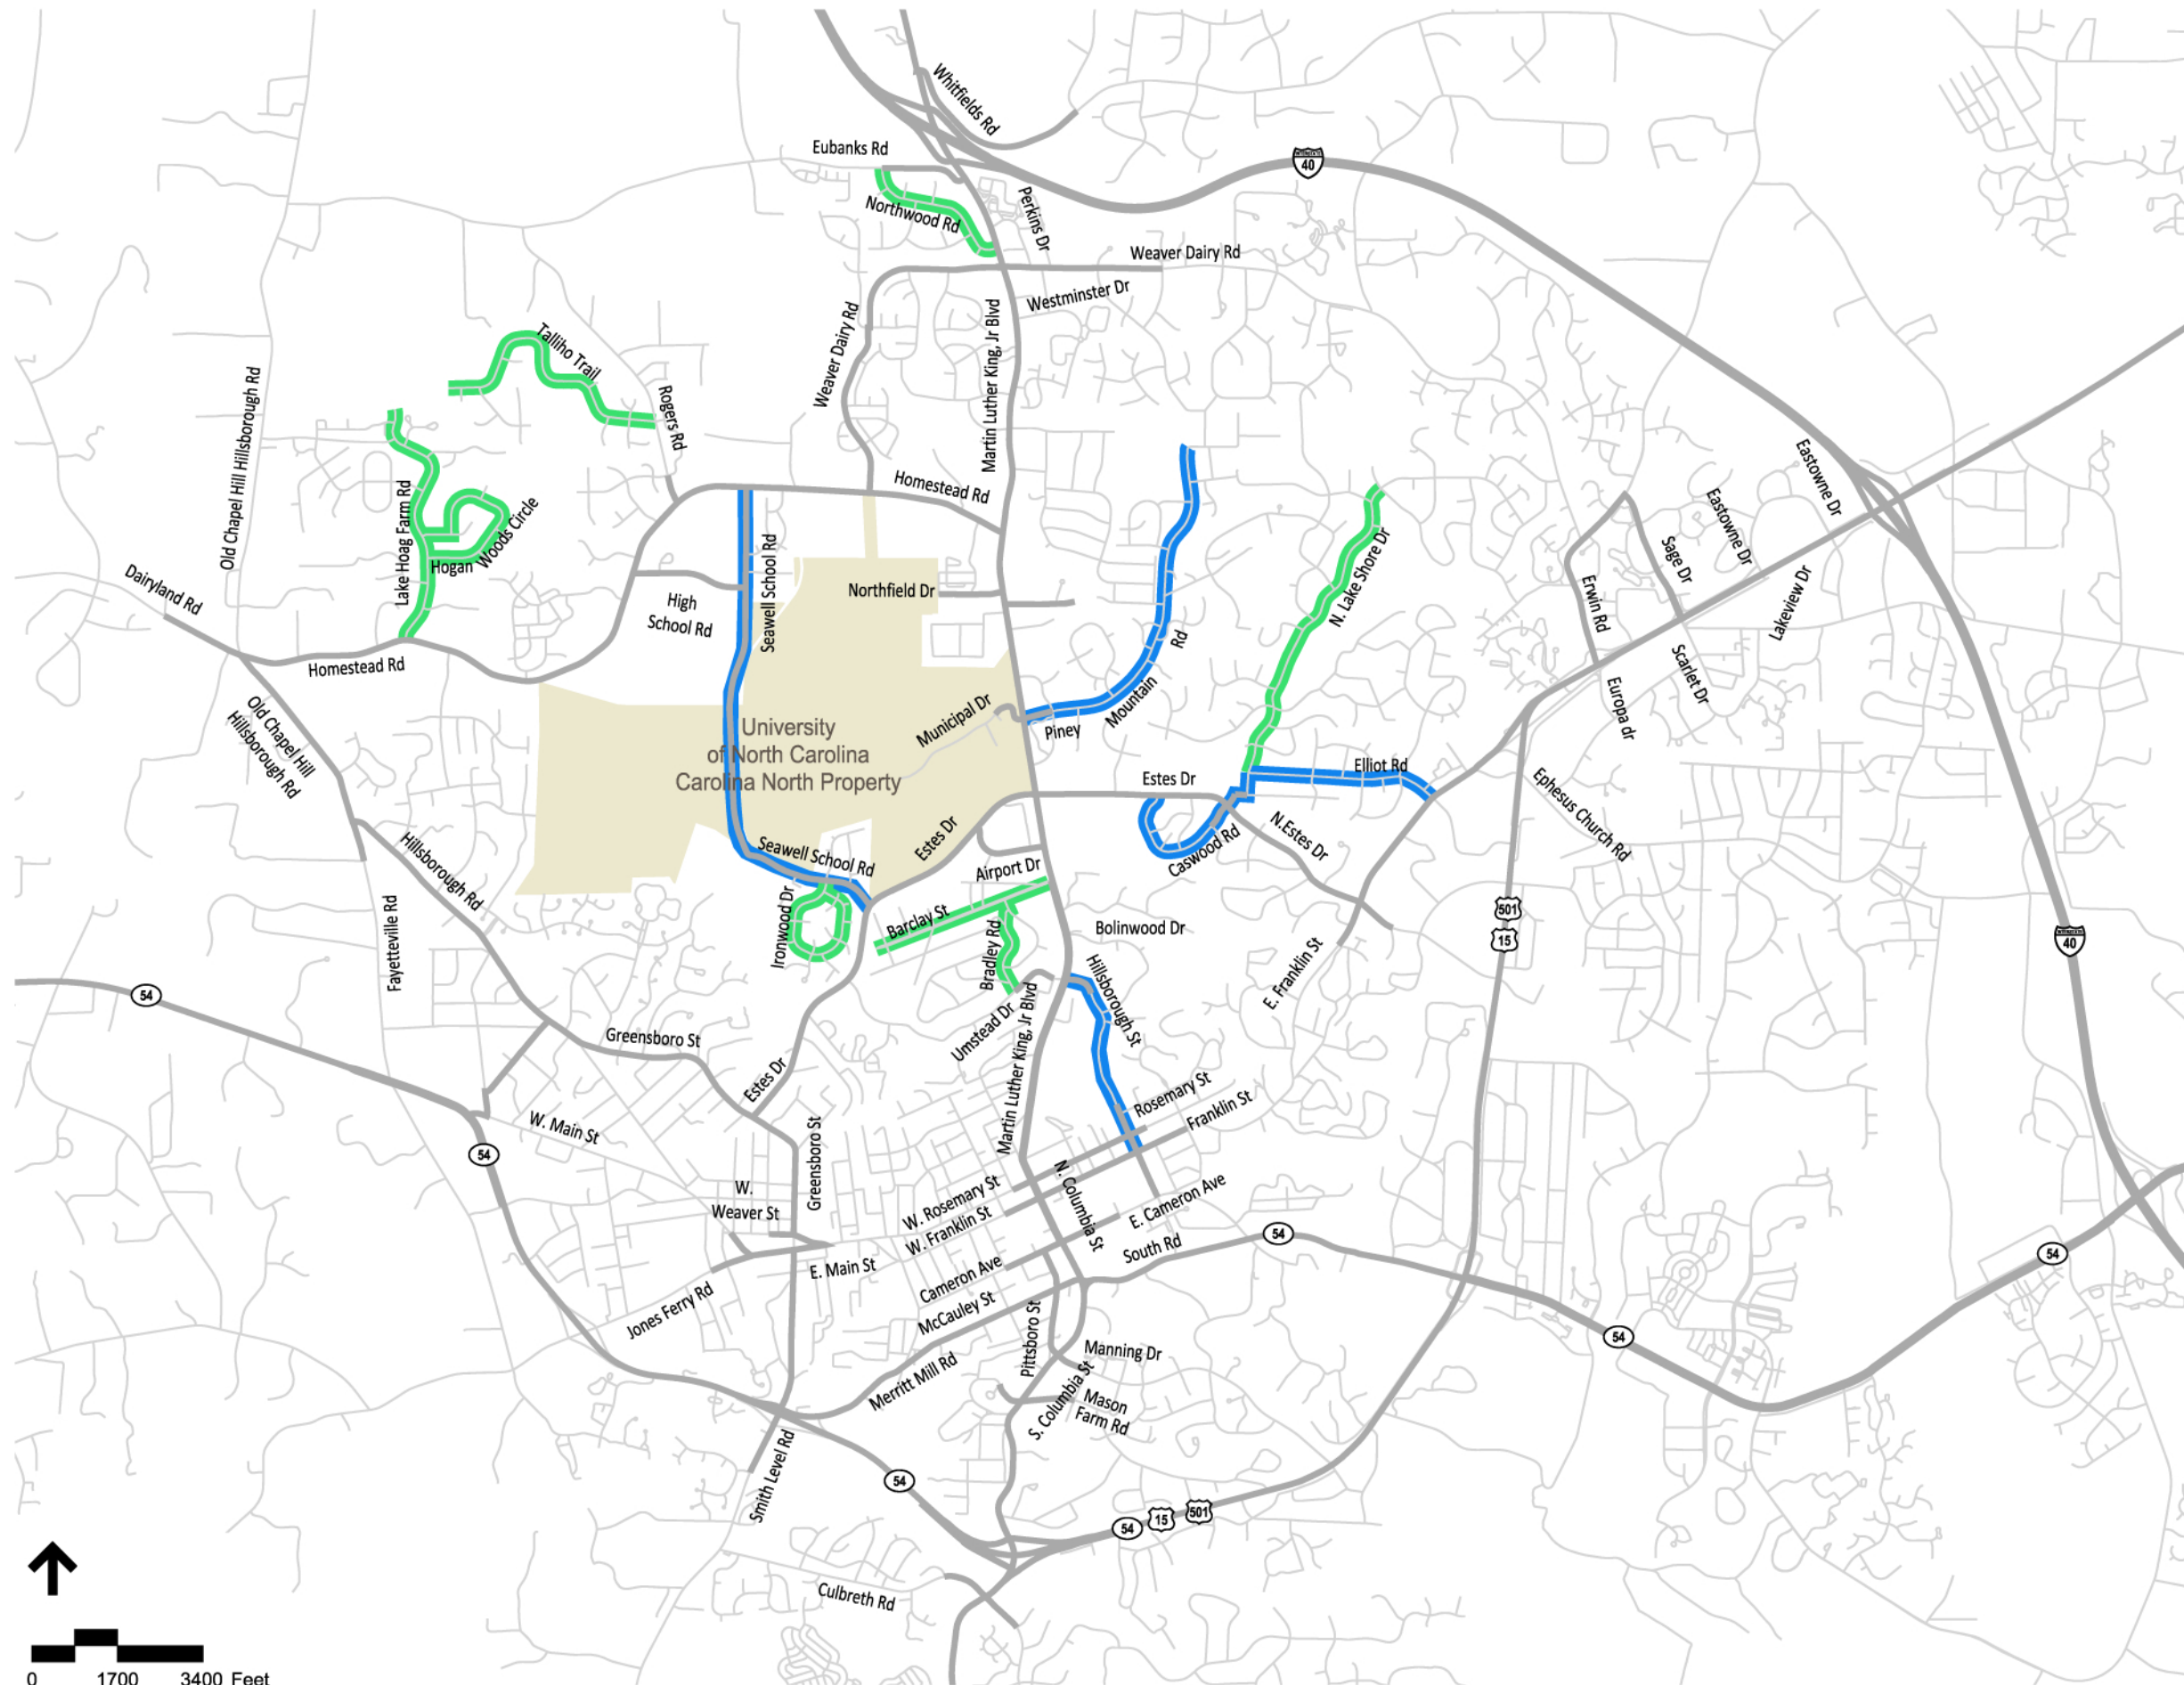 Whitfields Rd
Eubanks Rd
40
Northwood Rd
Perkins Dr
Weaver Dairy Rd
Westminster Dr
Martin Luther King, Jr Blvd
Weaver Dairy Rd
Talliho Trail
Rogers Rd
Old Chapel Hill Hillsborough Rd
Lake Hoag Farm Rd
Hogan
Woods Circle
Homestead Rd
Eastowne Dr
Eastowne Dr
Sage Dr
Erwin Rd
Lakeview Dr
Scarlet Dr
Europa dr
N. Lake Shore Dr
Seawell School Rd
High
School Rd
Northfield Dr
Dairyland Rd
Homestead Rd
Old Chapel Hill
Hillsborough Rd
University
of North Carolina
Carolina North Property
Municipal Dr
Piney
Mountain
Rd
Estes Dr
Elliot Rd
Ephesus Church Rd
N.Estes Dr
Caswood Rd
Estes Dr
Seawell School Rd
Hillsborough Rd
Airport Dr
Barclay St
Bradley Rd
Ironwood Dr
Bolinwood Dr
Fayetteville Rd
E. Franklin St
501
15
40
54
Hillsborough St
Umstead Dr
Martin Luther King, Jr Blvd
Greensboro St
Estes Dr
Rosemary St
Franklin St
W. Main St
Greensboro St
54
W.
Weaver St
W. Rosemary St
W. Franklin St
N. Columbia St
E. Cameron Ave
South Rd
54
54
E. Main St
Cameron Ave
McCauley St
Jones Ferry Rd
Pittsboro St
Manning Dr
54
Merritt Mill Rd
S. Columbia St
Mason
Farm Rd
Smith Level Rd
54
54
15
501
Culbreth Rd
0 1700 3400 Feet